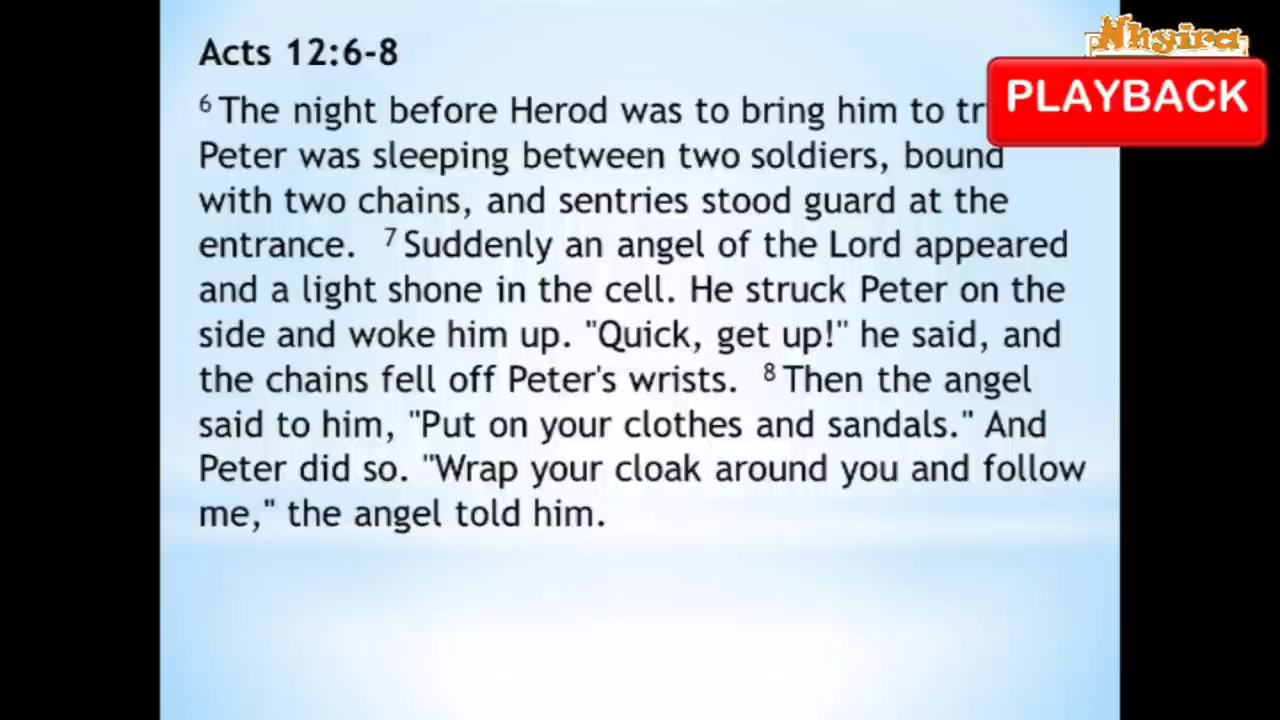 Nhyira
PLAYBACK
Acts 12:6-8
6 The night before Herod was to bring him to
Peter was sleeping between two soldiers, bound
with two chains, and sentries stood guard at the
entrance. 7 Suddenly an angel of the Lord appeared
and a light shone in the cell. He struck Peter on the
side and woke him up. "Quick, get up!" he said, and
the chains fell off Peter's wrists. 8 Then the angel
said to him, "Put on your clothes and sandals." And
Peter did so. "Wrap your cloak around you and follow
me," the angel told him.